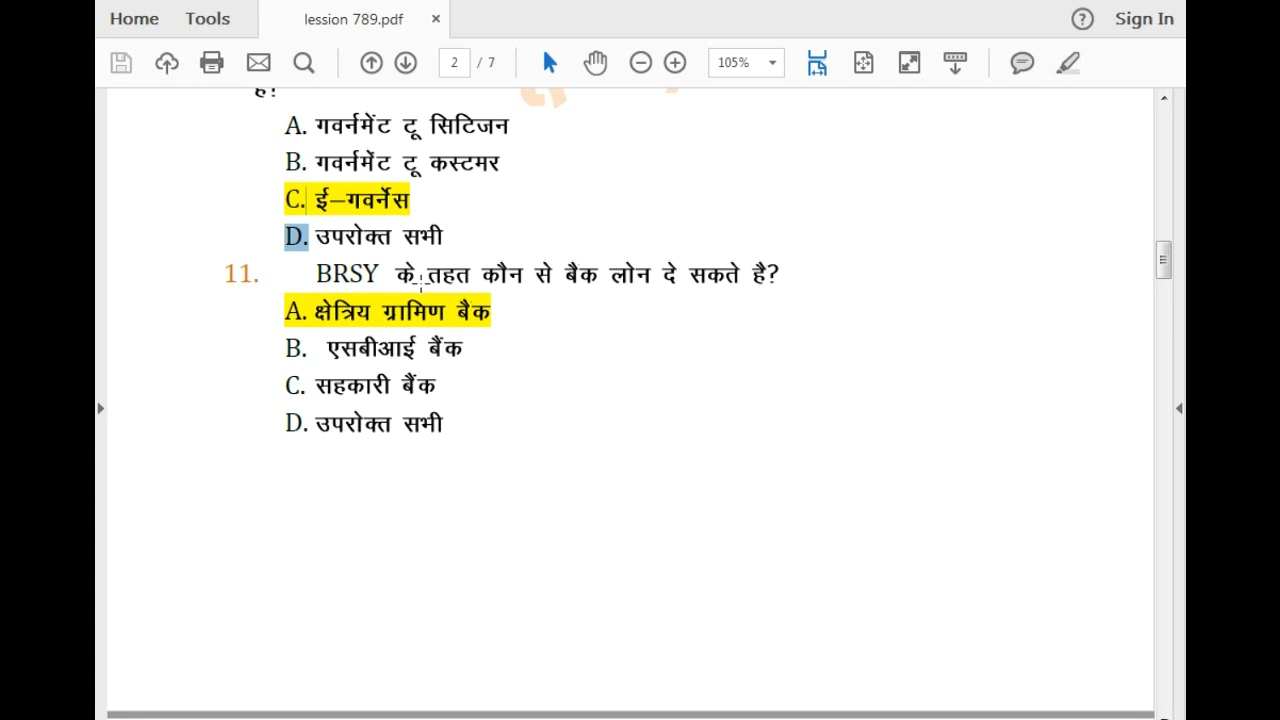 Home Tools lession 789.pdf × Sign In
2 / 7 105%
है?
A. गवर्नमेंट टू सिटिजन
B. गवर्नमेंट टू कस्टमर
C. ई–गवर्नेस
D. उपरोक्त सभी
11. BRSY के तहत कौन से बैक लोन दे सकते है?
A. क्षेत्रिय ग्रामिण बैक
B. एसबीआई बैंक
C. सहकारी बैंक
D. उपरोक्त सभी